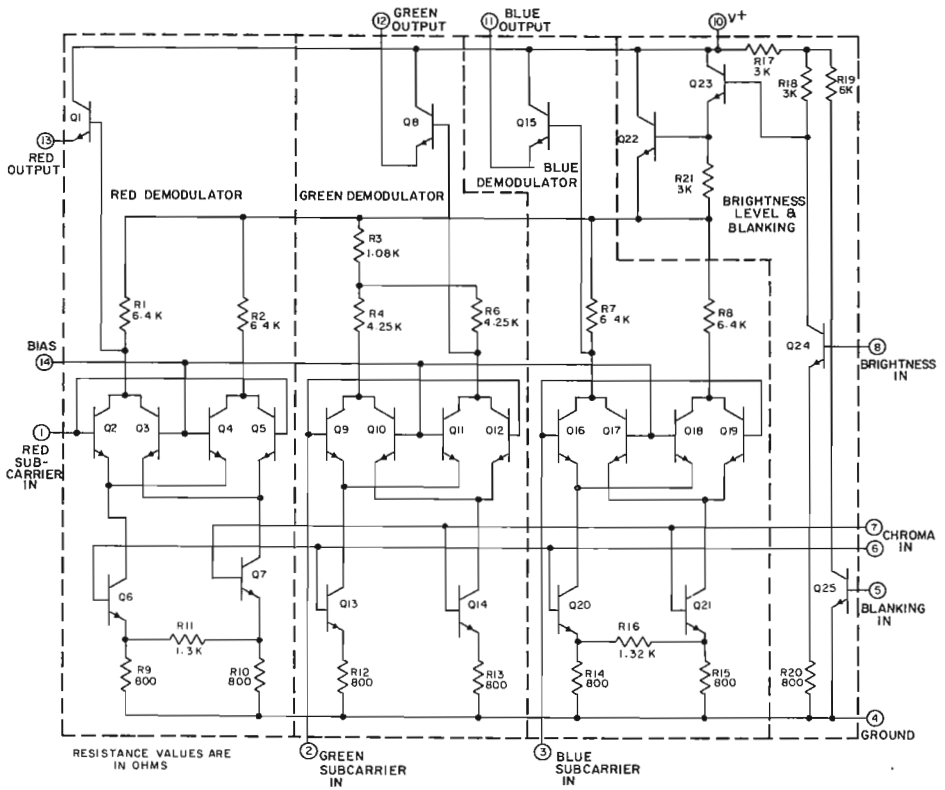 12 GREEN OUTPUT
11 BLUE OUTPUT
10 V+
R17 3K
Q23
R18 3K
R19 6K
Q1
Q8
Q15
Q22
13 RED OUTPUT
R21 3K
RED DEMODULATOR
GREEN DEMODULATOR
BLUE DEMODULATOR
BRIGHTNESS LEVEL & BLANKING
R3 1.08K
R1 6.4K
R2 6.4K
R4 4.25K
R6 4.25K
R7 6.4K
R8 6.4K
Q24
8 BRIGHTNESS IN
BIAS 14
1 RED SUB-CARRIER IN
Q2 Q3 Q4 Q5
Q9 Q10 Q11 Q12
Q16 Q17 Q18 Q19
7 CHROMA IN
6
Q6
Q7
Q13
Q14
Q20
Q21
Q25
5 BLANKING IN
R11 1.3K
R16 1.32K
R9 800
R10 800
R12 800
R13 800
R14 800
R15 800
R20 800
4 GROUND
RESISTANCE VALUES ARE IN OHMS
2 GREEN SUBCARRIER IN
3 BLUE SUBCARRIER IN